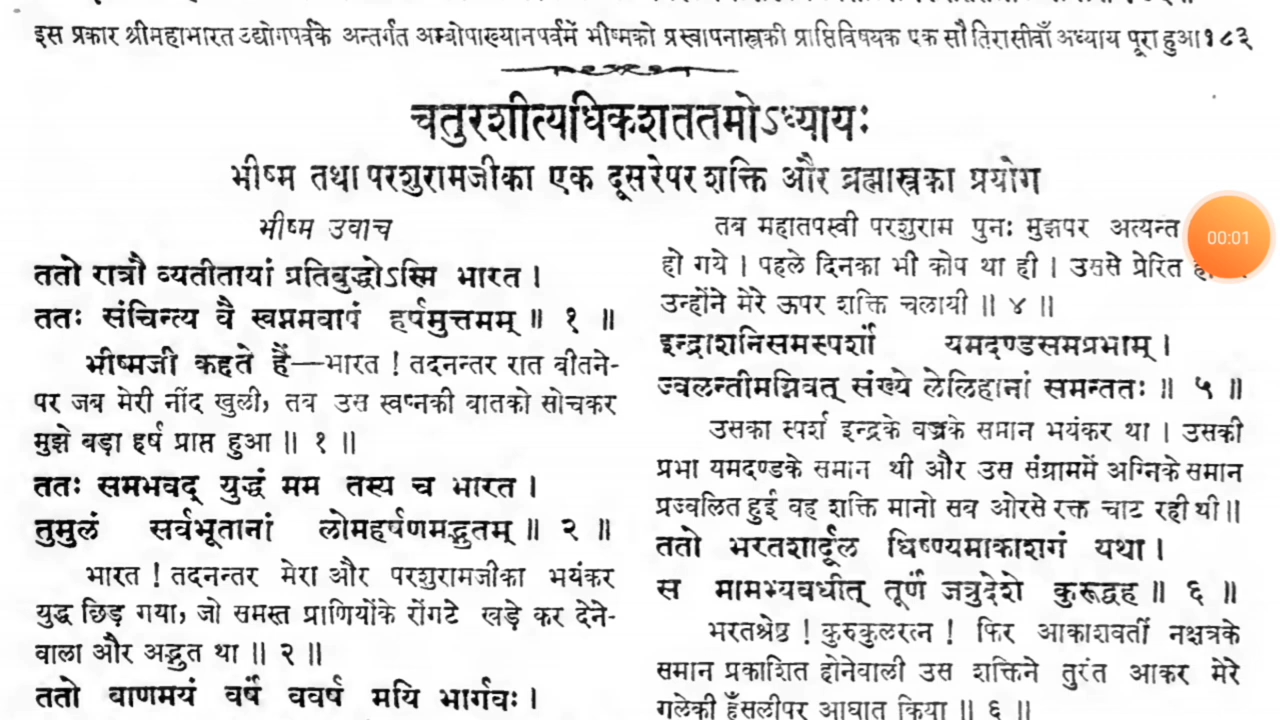 इस प्रकार श्रीमहाभारत उद्योगपर्वके अन्तर्गत अम्बोपाख्यानपर्वमें भीष्मको प्रस्वापनास्त्रकी प्राप्तिविषयक एक सौ तिरासीवाँ अध्याय पूरा हुआ१८३
चतुरशीत्यधिकशततमोऽध्यायः
भीष्म तथा परशुरामजीका एक दूसरेपर शक्ति और ब्रह्मास्त्रका प्रयोग
भीष्म उवाच
ततो रात्रौ व्यतीतायां प्रतिबुद्धोऽस्मि भारत ।
ततः संचिन्त्य वै स्वप्नमवापं हर्षमुत्तमम् ॥ १ ॥
भीष्मजी कहते हैं—भारत ! तदनन्तर रात बीतने-
पर जब मेरी नींद खुली, तब उस स्वप्नकी बातको सोचकर
मुझे बड़ा हर्ष प्राप्त हुआ ॥ १ ॥
ततः समभवद् युद्धं मम तस्य च भारत ।
तुमुलं सर्वभूतानां लोमहर्षणमद्भुतम् ॥ २ ॥
भारत ! तदनन्तर मेरा और परशुरामजीका भयंकर
युद्ध छिड़ गया, जो समस्त प्राणियोंके रोंगटे खड़े कर देने-
वाला और अद्भुत था ॥ २ ॥
ततो बाणमयं वर्षं ववर्ष मयि भार्गवः ।
तब महातपस्वी परशुराम पुनः मुझपर अत्यन्त
हो गये । पहले दिनका भी कोप था ही । उससे प्रेरित
उन्होंने मेरे ऊपर शक्ति चलायी ॥ ४ ॥
इन्द्राशनिसमस्पर्शां यमदण्डसमप्रभाम् ।
ज्वलन्तीमग्निवत् संख्ये लेलिहानां समन्ततः ॥ ५ ॥
उसका स्पर्श इन्द्रके वज्रके समान भयंकर था । उसकी
प्रभा यमदण्डके समान थी और उस संग्राममें अग्निके समान
प्रज्वलित हुई वह शक्ति मानो सब ओरसे रक्त चाट रही थी॥
ततो भरतशार्दूल धिष्ण्यमाकाशगं यथा ।
स मामभ्यवधीत् तूर्णं जत्रुदेशे कुरूद्वह ॥ ६ ॥
भरतश्रेष्ठ ! कुरुकुलरत्न ! फिर आकाशवर्ती नक्षत्रके
समान प्रकाशित होनेवाली उस शक्तिने तुरंत आकर मेरे
गलेकी हँसलीपर आघात किया ॥ ६ ॥
00:01